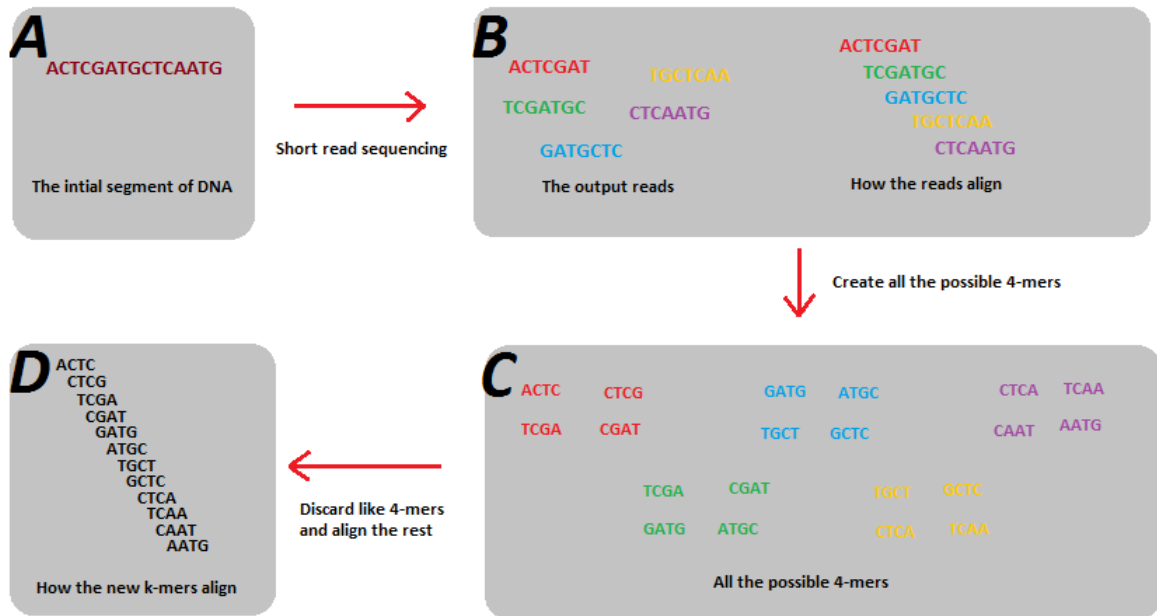 A
ACTCGATGCTCAATG
The intial segment of DNA
Short read sequencing
B
ACTCGAT
TGCTCAA
TCGATGC
CTCAATG
GATGCTC
The output reads
ACTCGAT
TCGATGC
GATGCTC
TGCTCAA
CTCAATG
How the reads align
Create all the possible 4-mers
C
ACTC CTCG
TCGA CGAT
GATG ATGC
TGCT GCTC
CTCA TCAA
CAAT AATG
TCGA CGAT
GATG ATGC
TGCT GCTC
CTCA TCAA
All the possible 4-mers
Discard like 4-mers
and align the rest
D
ACTC
CTCG
TCGA
CGAT
GATG
ATGC
TGCT
GCTC
CTCA
TCAA
CAAT
AATG
How the new k-mers align